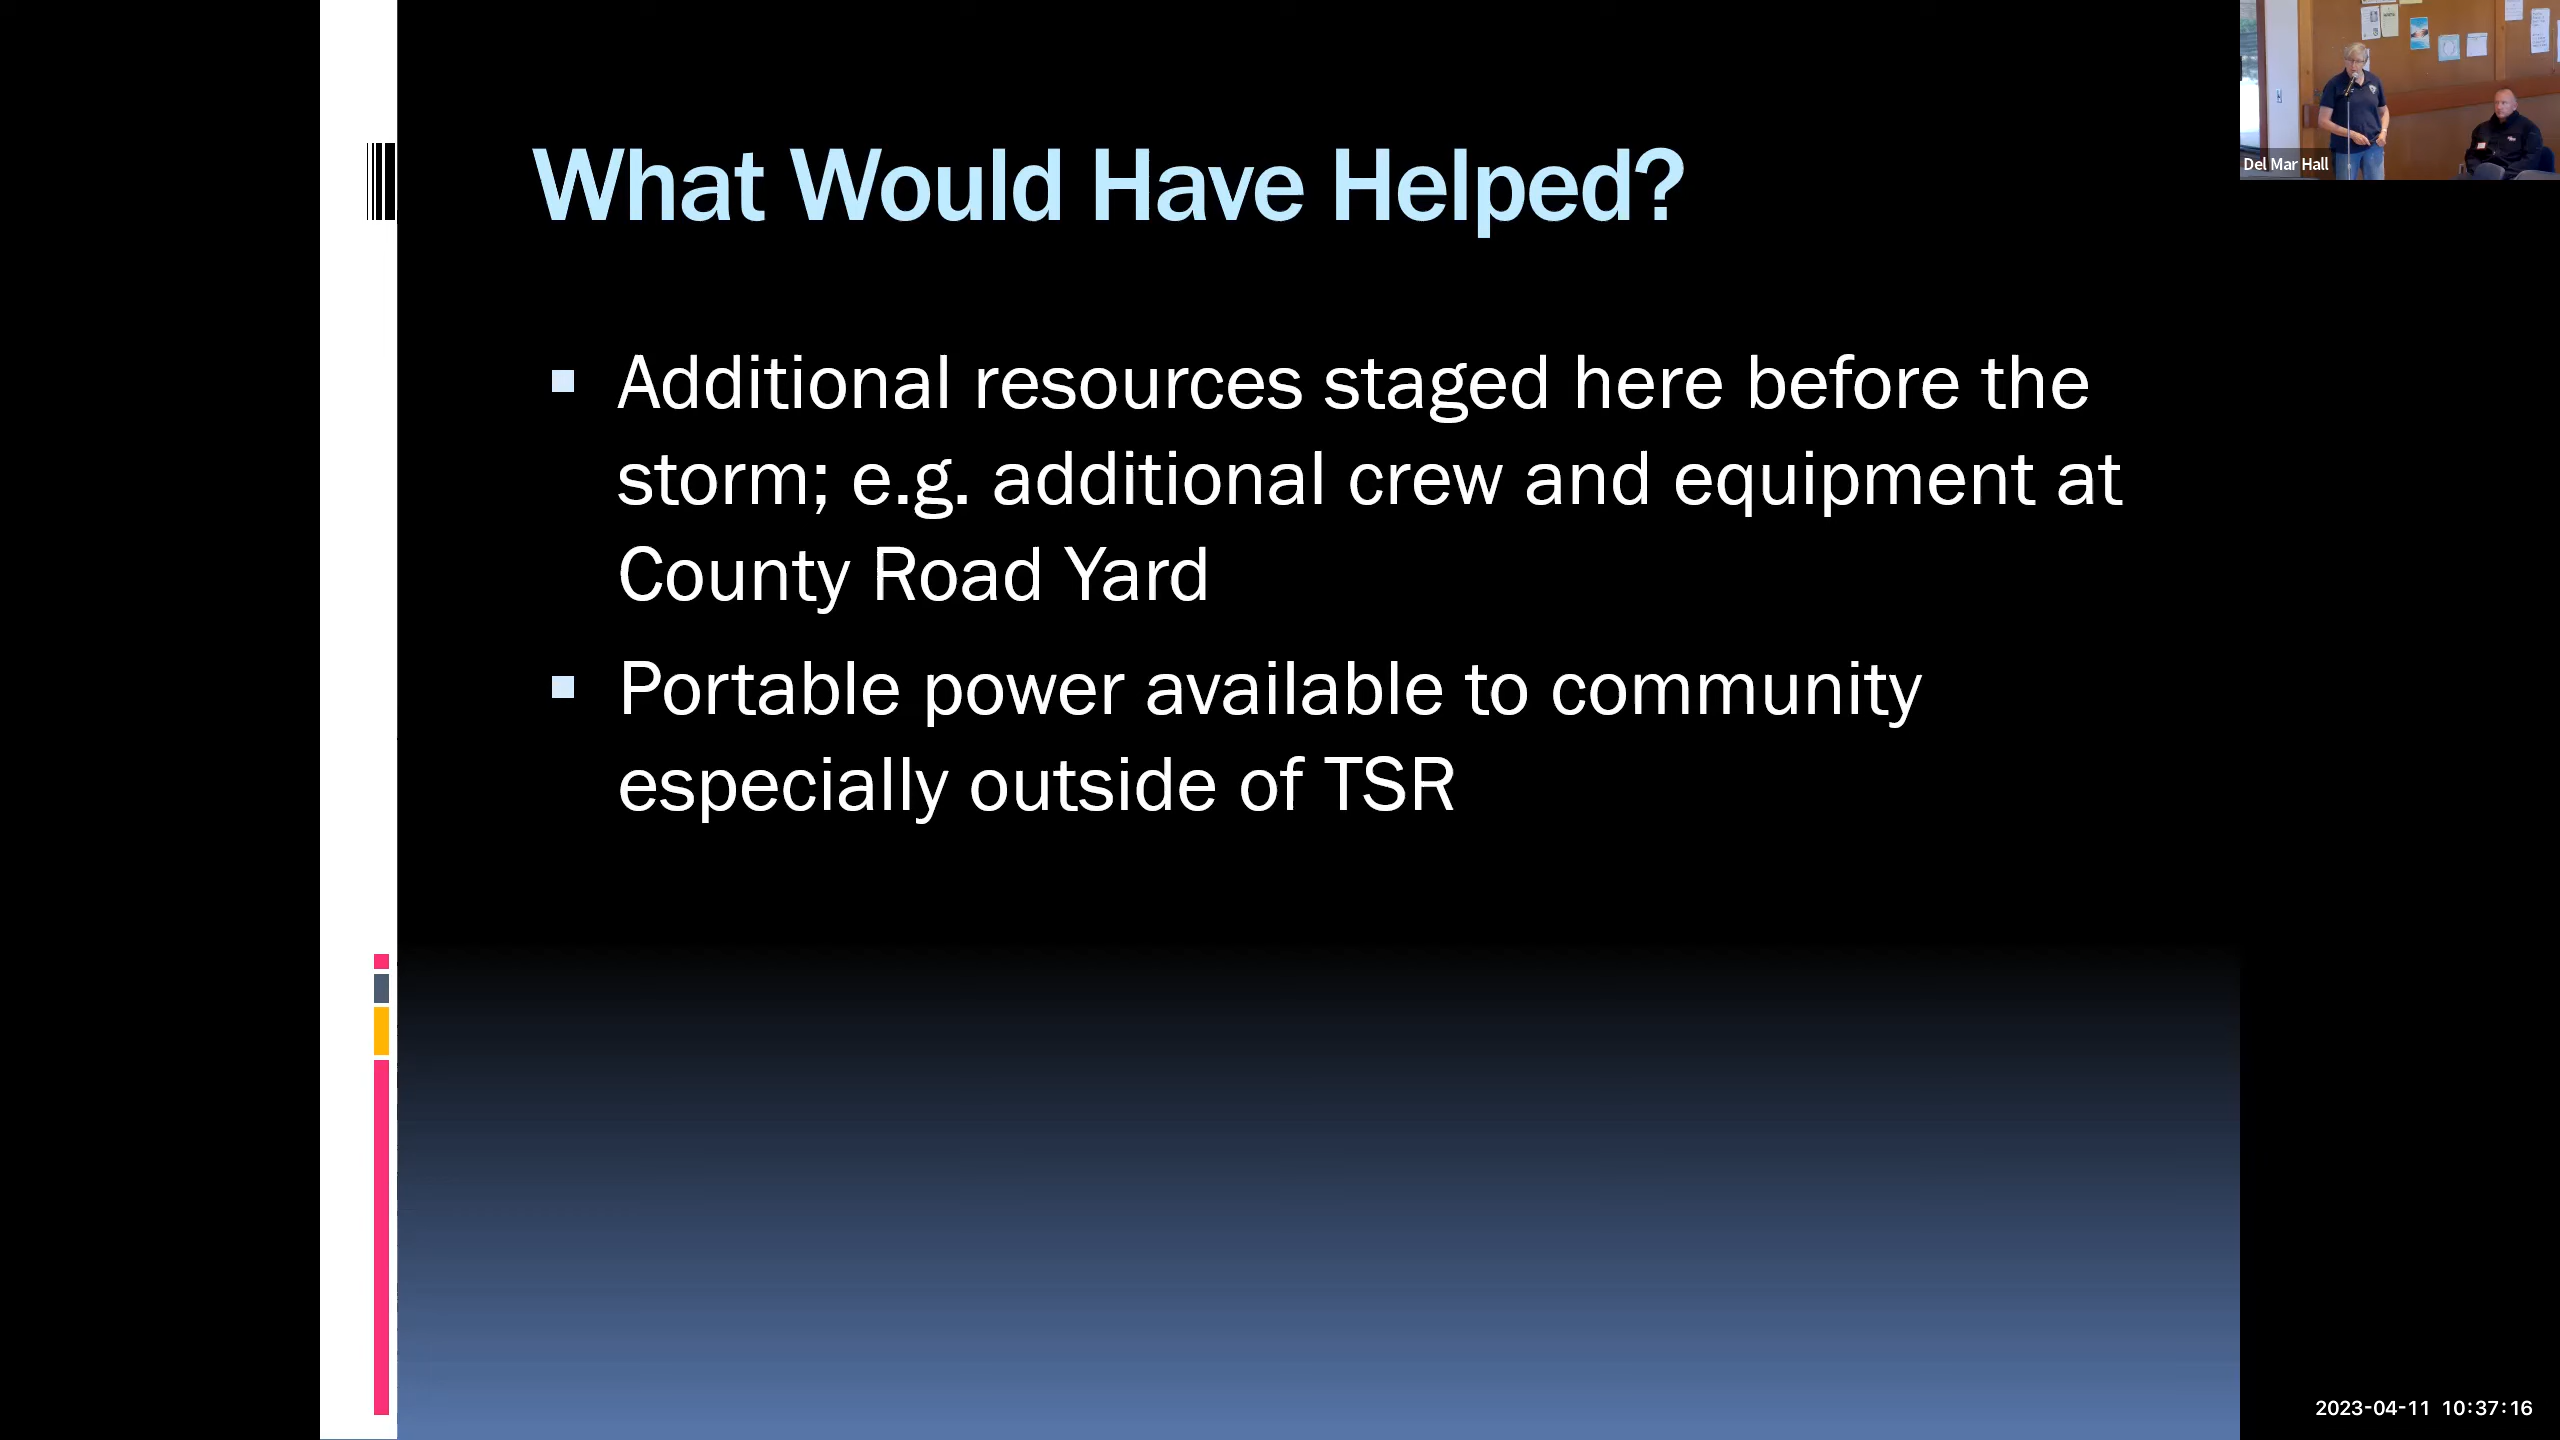 What Would Have Helped?
Additional resources staged here before the
storm; e.g. additional crew and equipment at
County Road Yard
Portable power available to community
especially outside of TSR
Del Mar Hall
2023-04-11 10:37:16